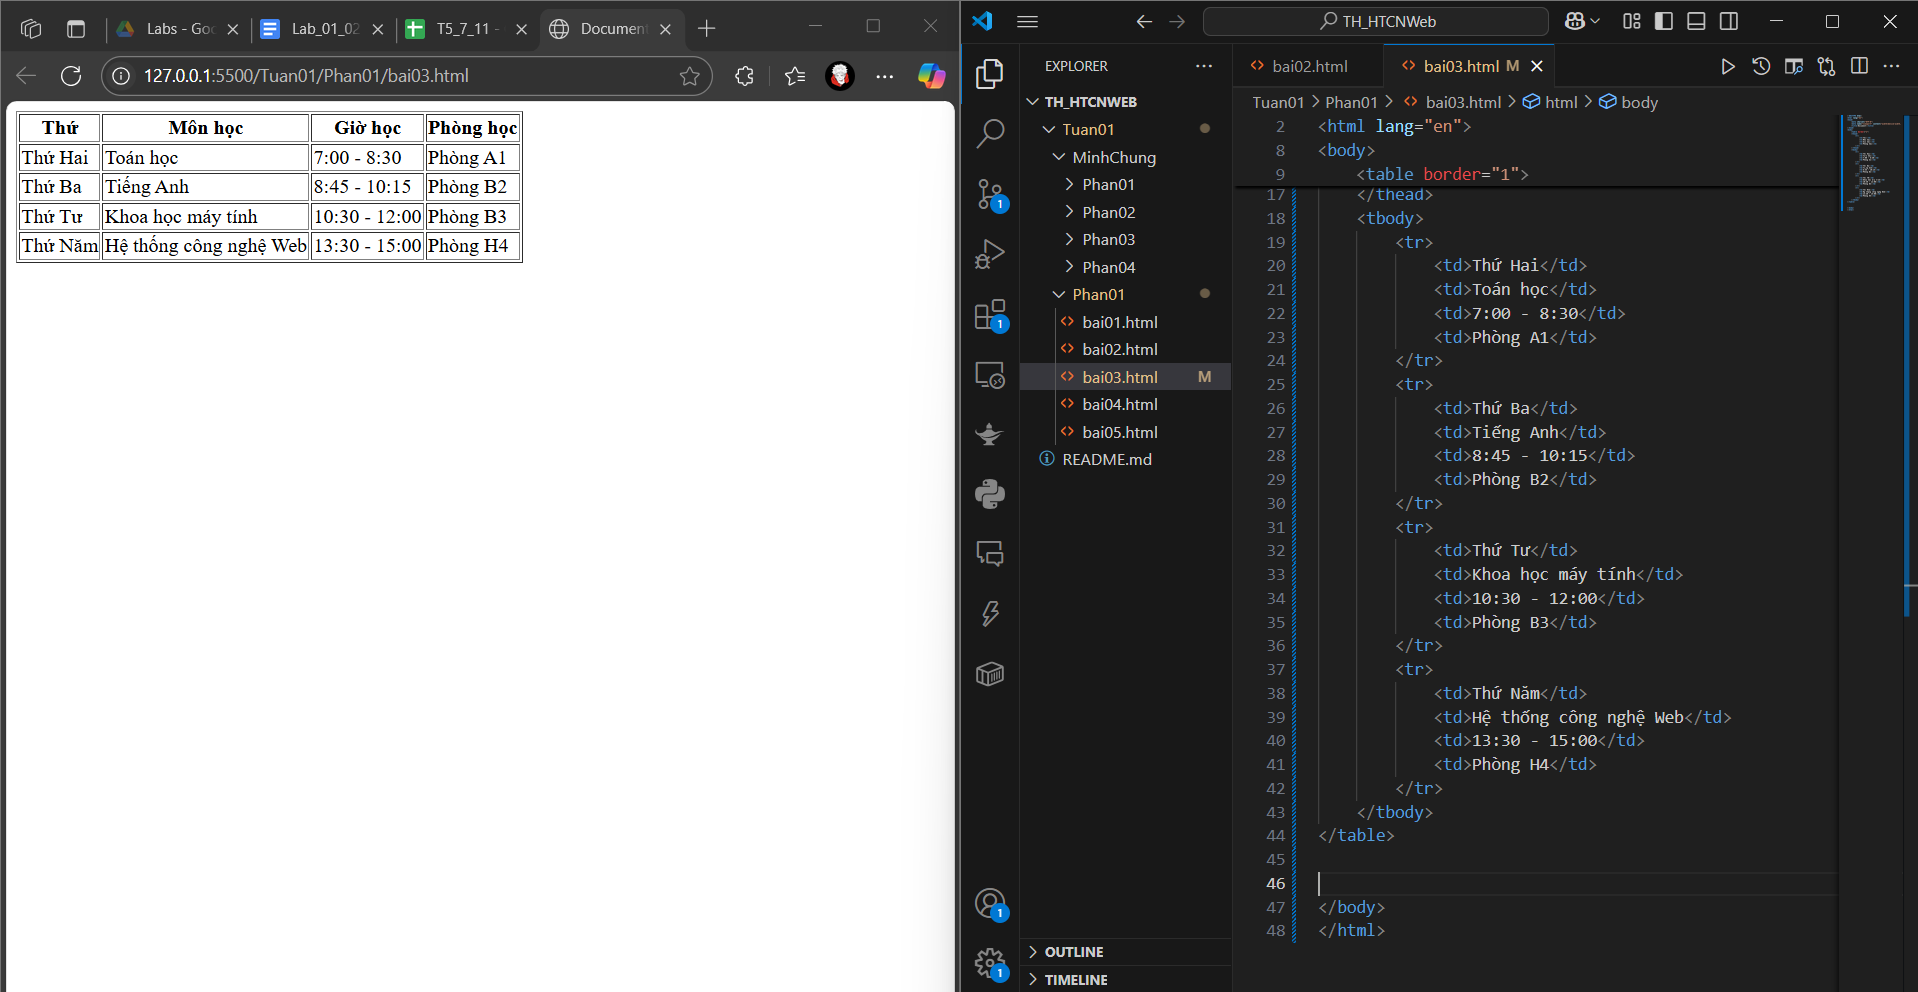 Labs - Goo
Lab_01_02
T5_7_11 -
Document
127.0.0.1:5500/Tuan01/Phan01/bai03.html
Thứ Môn học Giờ học Phòng học
Thứ Hai Toán học 7:00 - 8:30 Phòng A1
Thứ Ba Tiếng Anh 8:45 - 10:15 Phòng B2
Thứ Tư Khoa học máy tính 10:30 - 12:00 Phòng B3
Thứ Năm Hệ thống công nghệ Web 13:30 - 15:00 Phòng H4
TH_HTCNWeb
1
1
1
1
EXPLORER
TH_HTCNWEB
Tuan01
MinhChung
Phan01
Phan02
Phan03
Phan04
Phan01
bai01.html
bai02.html
bai03.html M
bai04.html
bai05.html
README.md
OUTLINE
TIMELINE
bai02.html
bai03.html M
Tuan01 > Phan01 > bai03.html > html > body
2 <html lang="en">
8 <body>
9 <table border="1">
17 </thead>
18 <tbody>
19 <tr>
20 <td>Thứ Hai</td>
21 <td>Toán học</td>
22 <td>7:00 - 8:30</td>
23 <td>Phòng A1</td>
24 </tr>
25 <tr>
26 <td>Thứ Ba</td>
27 <td>Tiếng Anh</td>
28 <td>8:45 - 10:15</td>
29 <td>Phòng B2</td>
30 </tr>
31 <tr>
32 <td>Thứ Tư</td>
33 <td>Khoa học máy tính</td>
34 <td>10:30 - 12:00</td>
35 <td>Phòng B3</td>
36 </tr>
37 <tr>
38 <td>Thứ Năm</td>
39 <td>Hệ thống công nghệ Web</td>
40 <td>13:30 - 15:00</td>
41 <td>Phòng H4</td>
42 </tr>
43 </tbody>
44 </table>
45
46
47 </body>
48 </html>